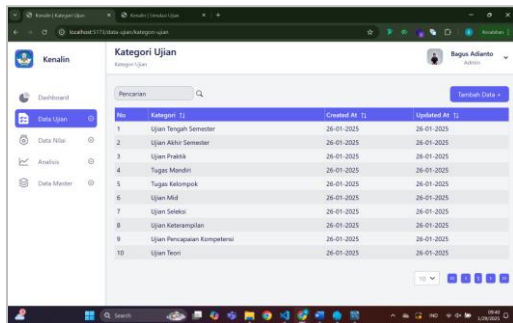 Kenalin | Kategori Ujian
Kenalin | Simulasi Ujian
localhost:5173/data-ujian/kategori-ujian
Kenalin
Kategori Ujian
Kategori Ujian
Bagus Adianto
Admin
Dashboard
Data Ujian
Data Nilai
Analisis
Data Master
Pencarian
Tambah Data +
No Kategori Created At Updated At
1 Ujian Tengah Semester 26-01-2025 26-01-2025
2 Ujian Akhir Semester 26-01-2025 26-01-2025
3 Ujian Praktik 26-01-2025 26-01-2025
4 Tugas Mandiri 26-01-2025 26-01-2025
5 Tugas Kelompok 26-01-2025 26-01-2025
6 Ujian Mid 26-01-2025 26-01-2025
7 Ujian Seleksi 26-01-2025 26-01-2025
8 Ujian Keterampilan 26-01-2025 26-01-2025
9 Ujian Pencapaian Kompetensi 26-01-2025 26-01-2025
10 Ujian Teori 26-01-2025 26-01-2025
10
Search
IND
09:40
1/29/2025